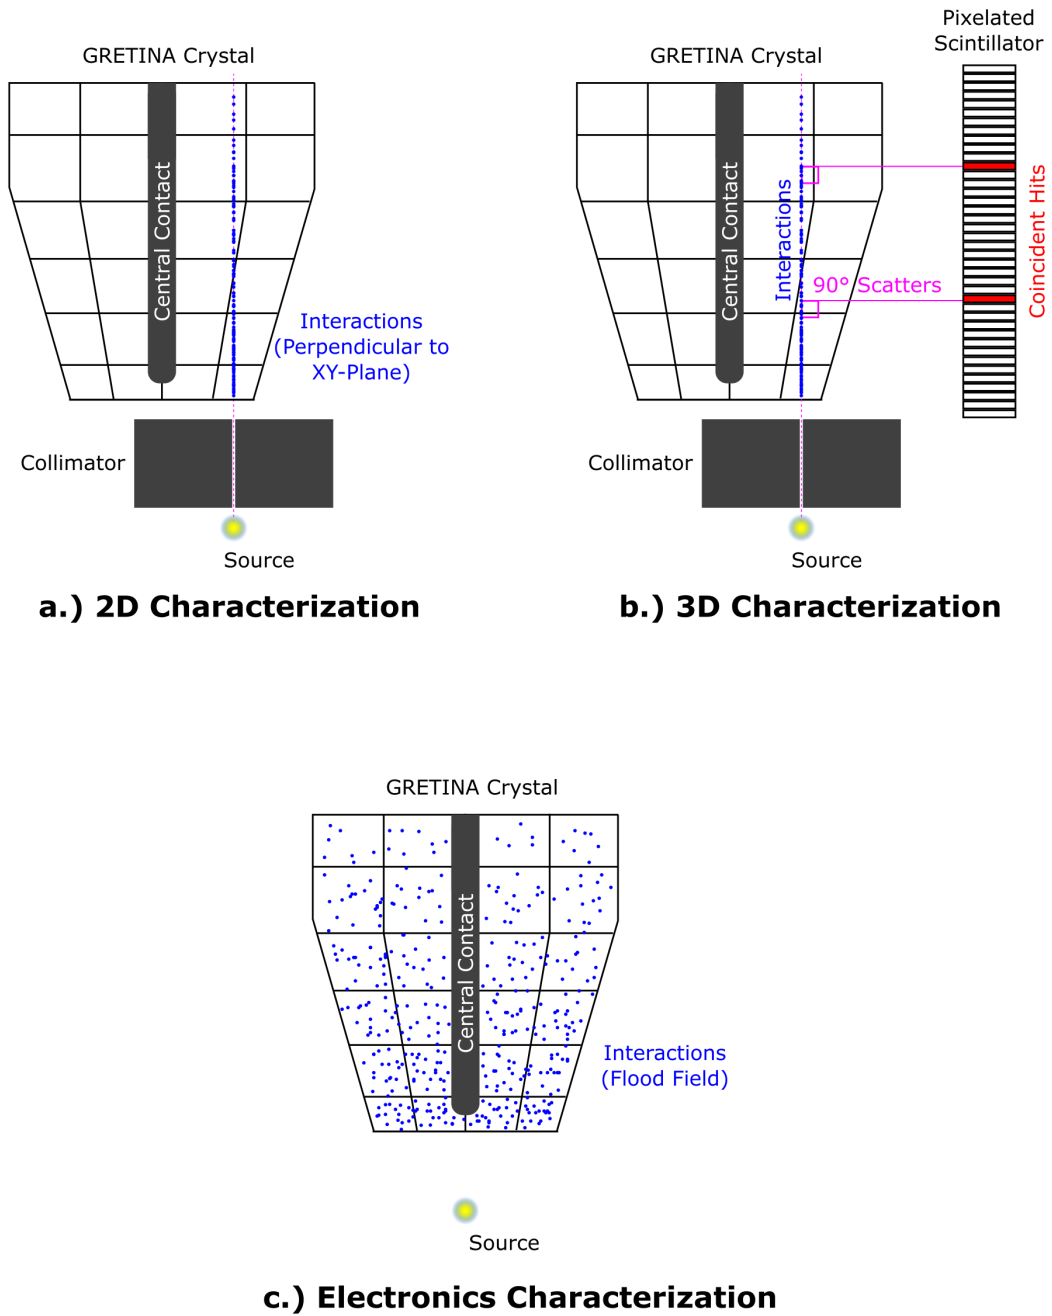 GRETINA Crystal
Central Contact
Interactions
(Perpendicular to
XY-Plane)
Collimator
Source
a.) 2D Characterization
GRETINA Crystal
Pixelated
Scintillator
Central Contact
Interactions
90° Scatters
Coincident Hits
Collimator
Source
b.) 3D Characterization
GRETINA Crystal
Central Contact
Interactions
(Flood Field)
Source
c.) Electronics Characterization